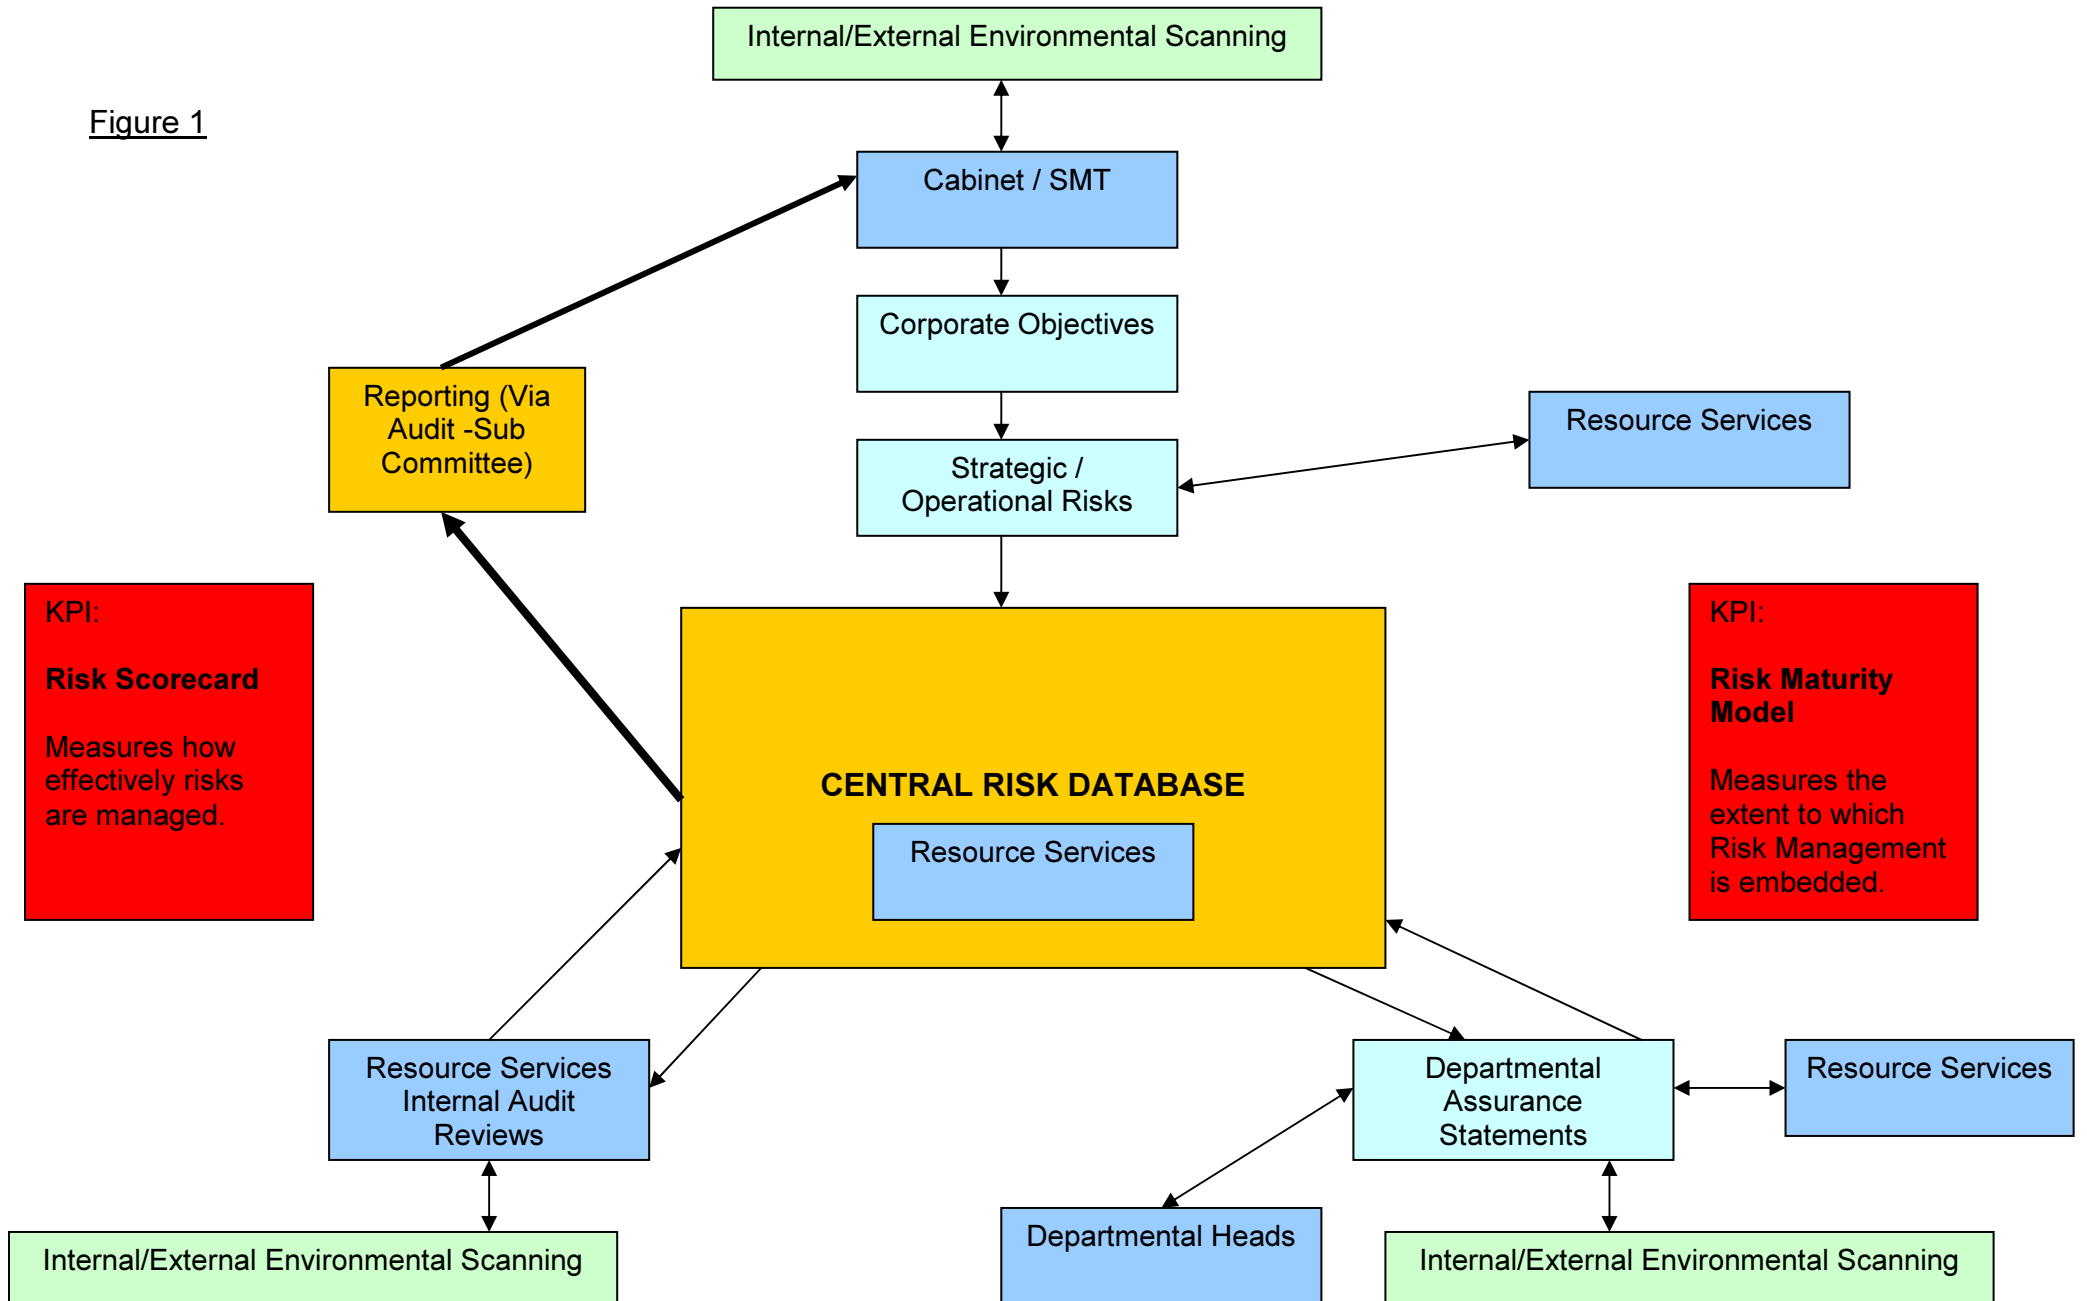 Internal/External Environmental Scanning
Figure 1
Cabinet / SMT
Corporate Objectives
Reporting (Via
Audit -Sub
Committee)
Resource Services
Strategic /
Operational Risks
KPI:
Risk Scorecard
Measures how
effectively risks
are managed.
CENTRAL RISK DATABASE
Resource Services
KPI:
Risk Maturity
Model
Measures the
extent to which
Risk Management
is embedded.
Resource Services
Internal Audit
Reviews
Departmental
Assurance
Statements
Resource Services
Internal/External Environmental Scanning
Departmental Heads
Internal/External Environmental Scanning